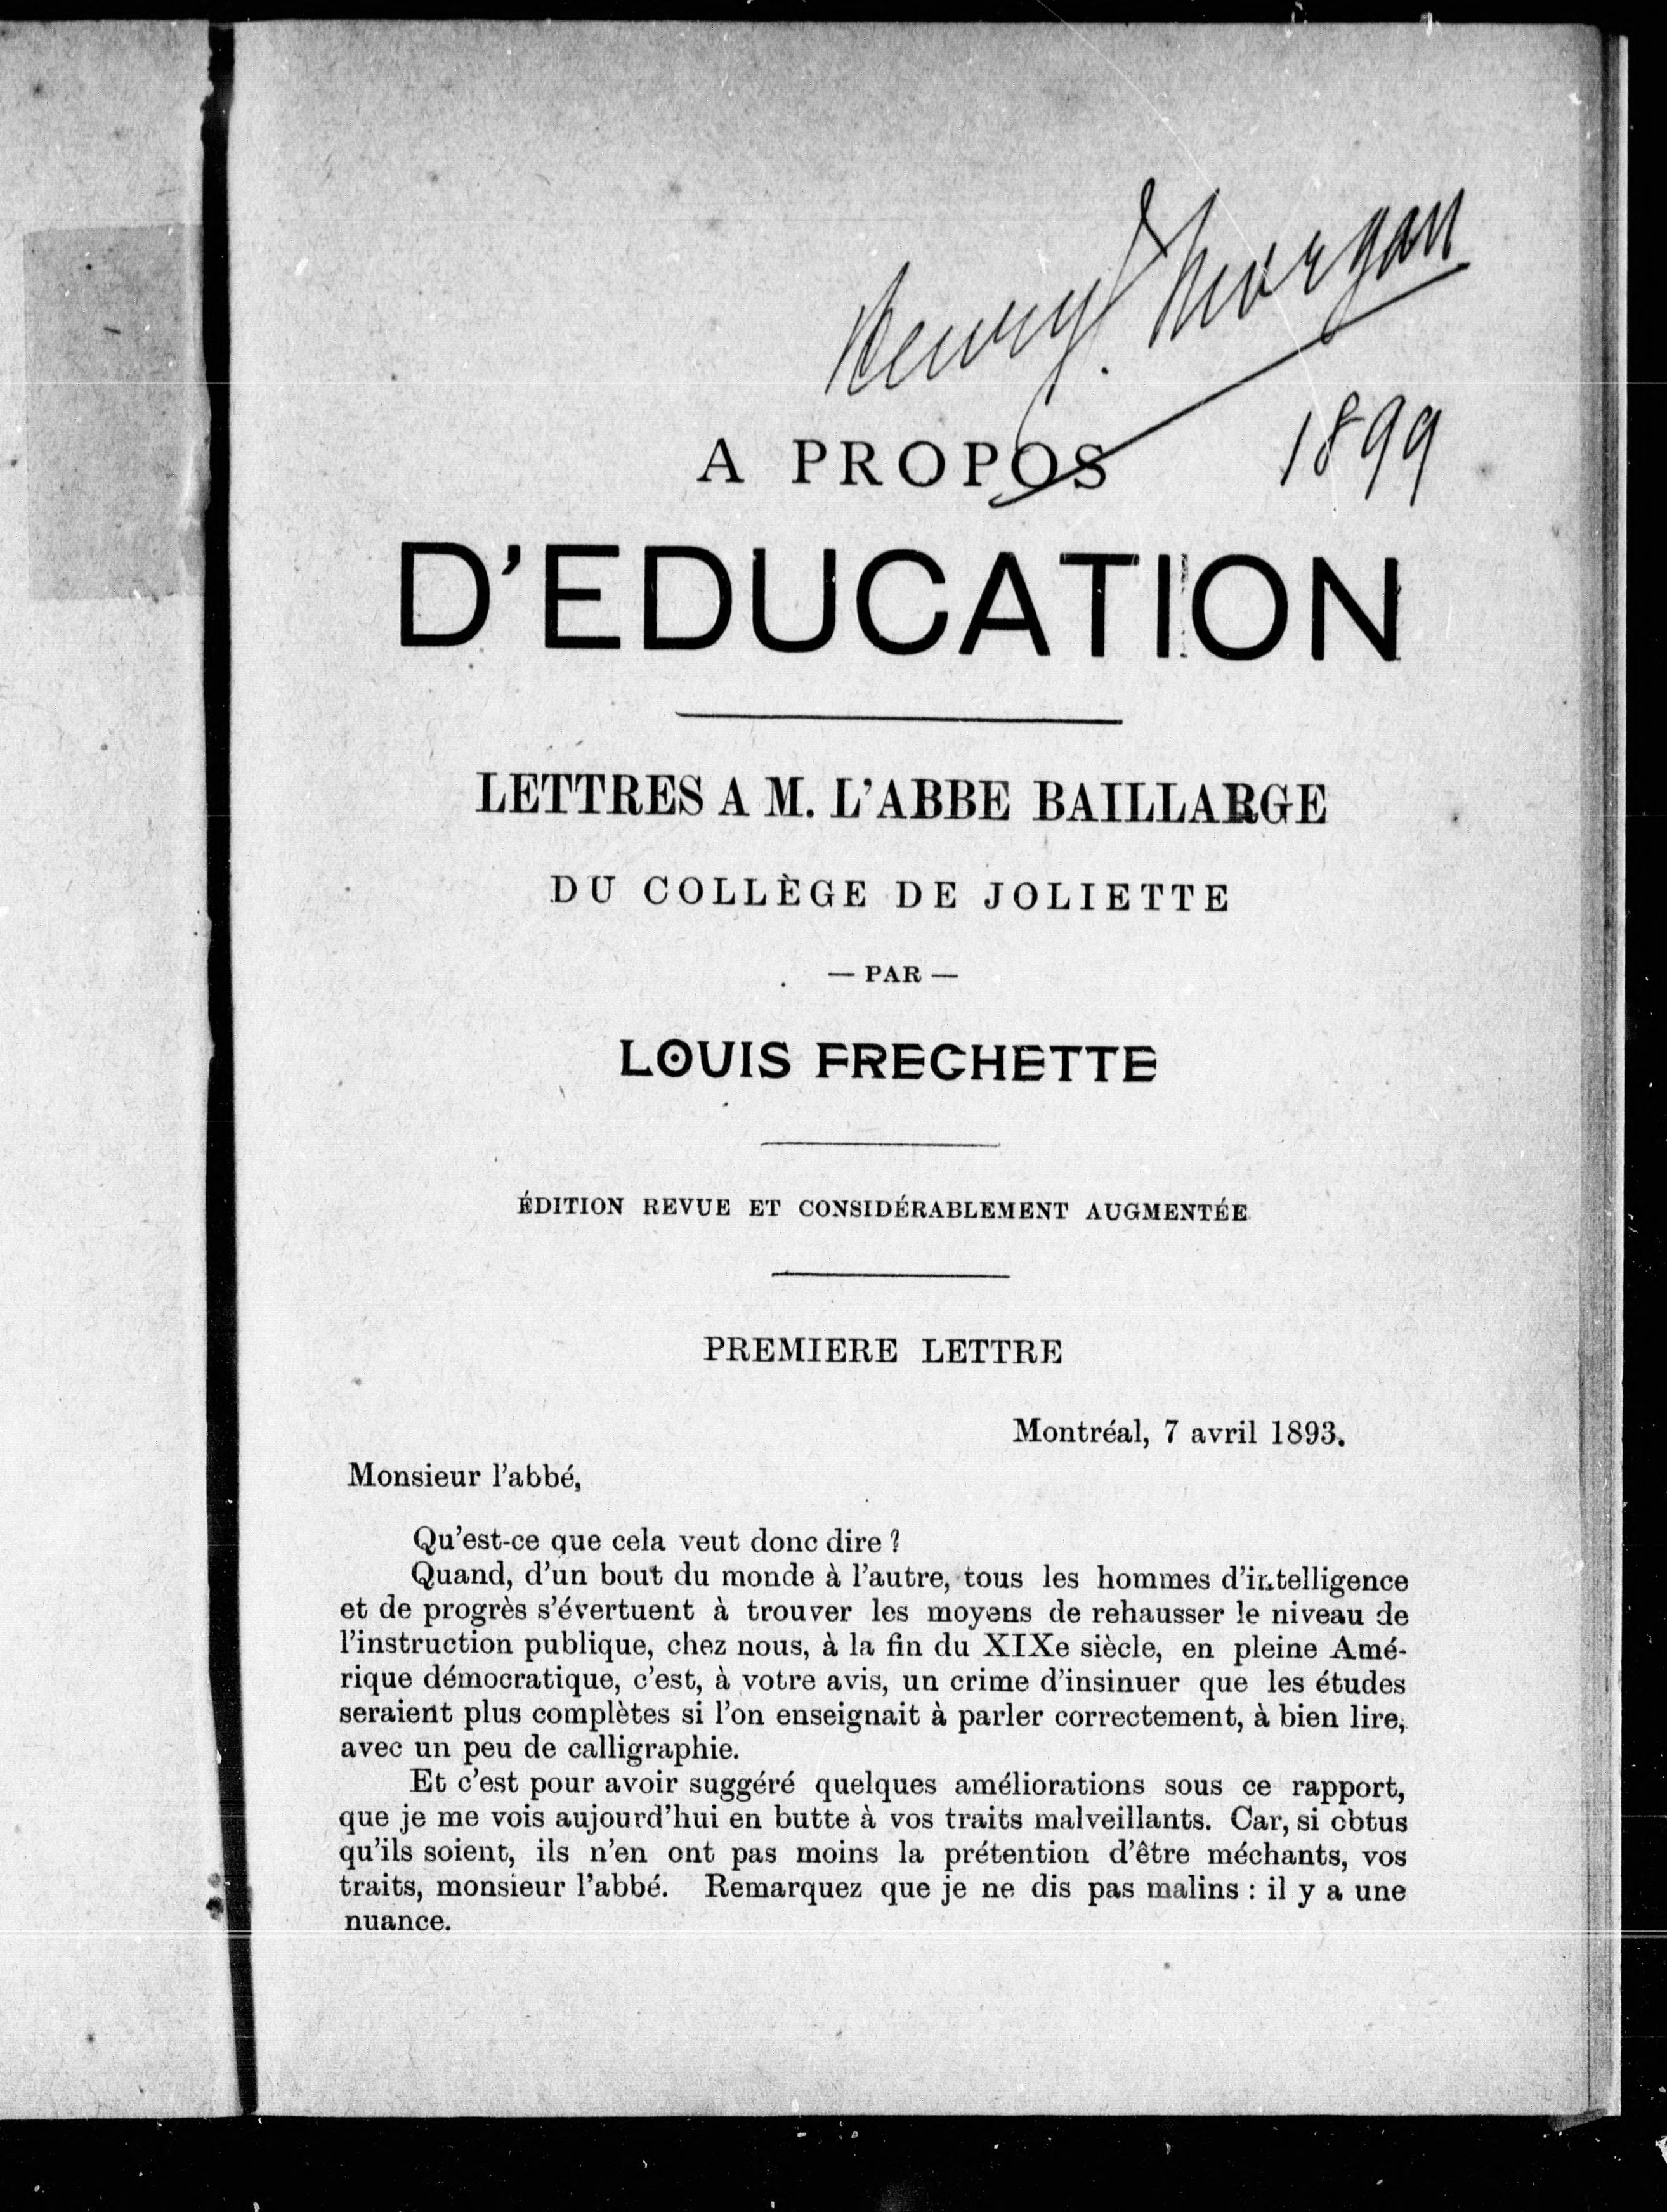 Henry J. Morgan
1899
A PROPOS
D'EDUCATION
LETTRES A M. L'ABBE BAILLARGE
DU COLLÈGE DE JOLIETTE
— PAR —
LOUIS FRECHETTE
ÉDITION REVUE ET CONSIDÉRABLEMENT AUGMENTÉE
PREMIERE LETTRE
Montréal, 7 avril 1893.
Monsieur l'abbé,
Qu'est-ce que cela veut donc dire ?
Quand, d'un bout du monde à l'autre, tous les hommes d'intelligence
et de progrès s'évertuent à trouver les moyens de rehausser le niveau de
l'instruction publique, chez nous, à la fin du XIXe siècle, en pleine Amé-
rique démocratique, c'est, à votre avis, un crime d'insinuer que les études
seraient plus complètes si l'on enseignait à parler correctement, à bien lire,
avec un peu de calligraphie.
Et c'est pour avoir suggéré quelques améliorations sous ce rapport,
que je me vois aujourd'hui en butte à vos traits malveillants. Car, si obtus
qu'ils soient, ils n'en ont pas moins la prétention d'être méchants, vos
traits, monsieur l'abbé. Remarquez que je ne dis pas malins : il y a une
nuance.